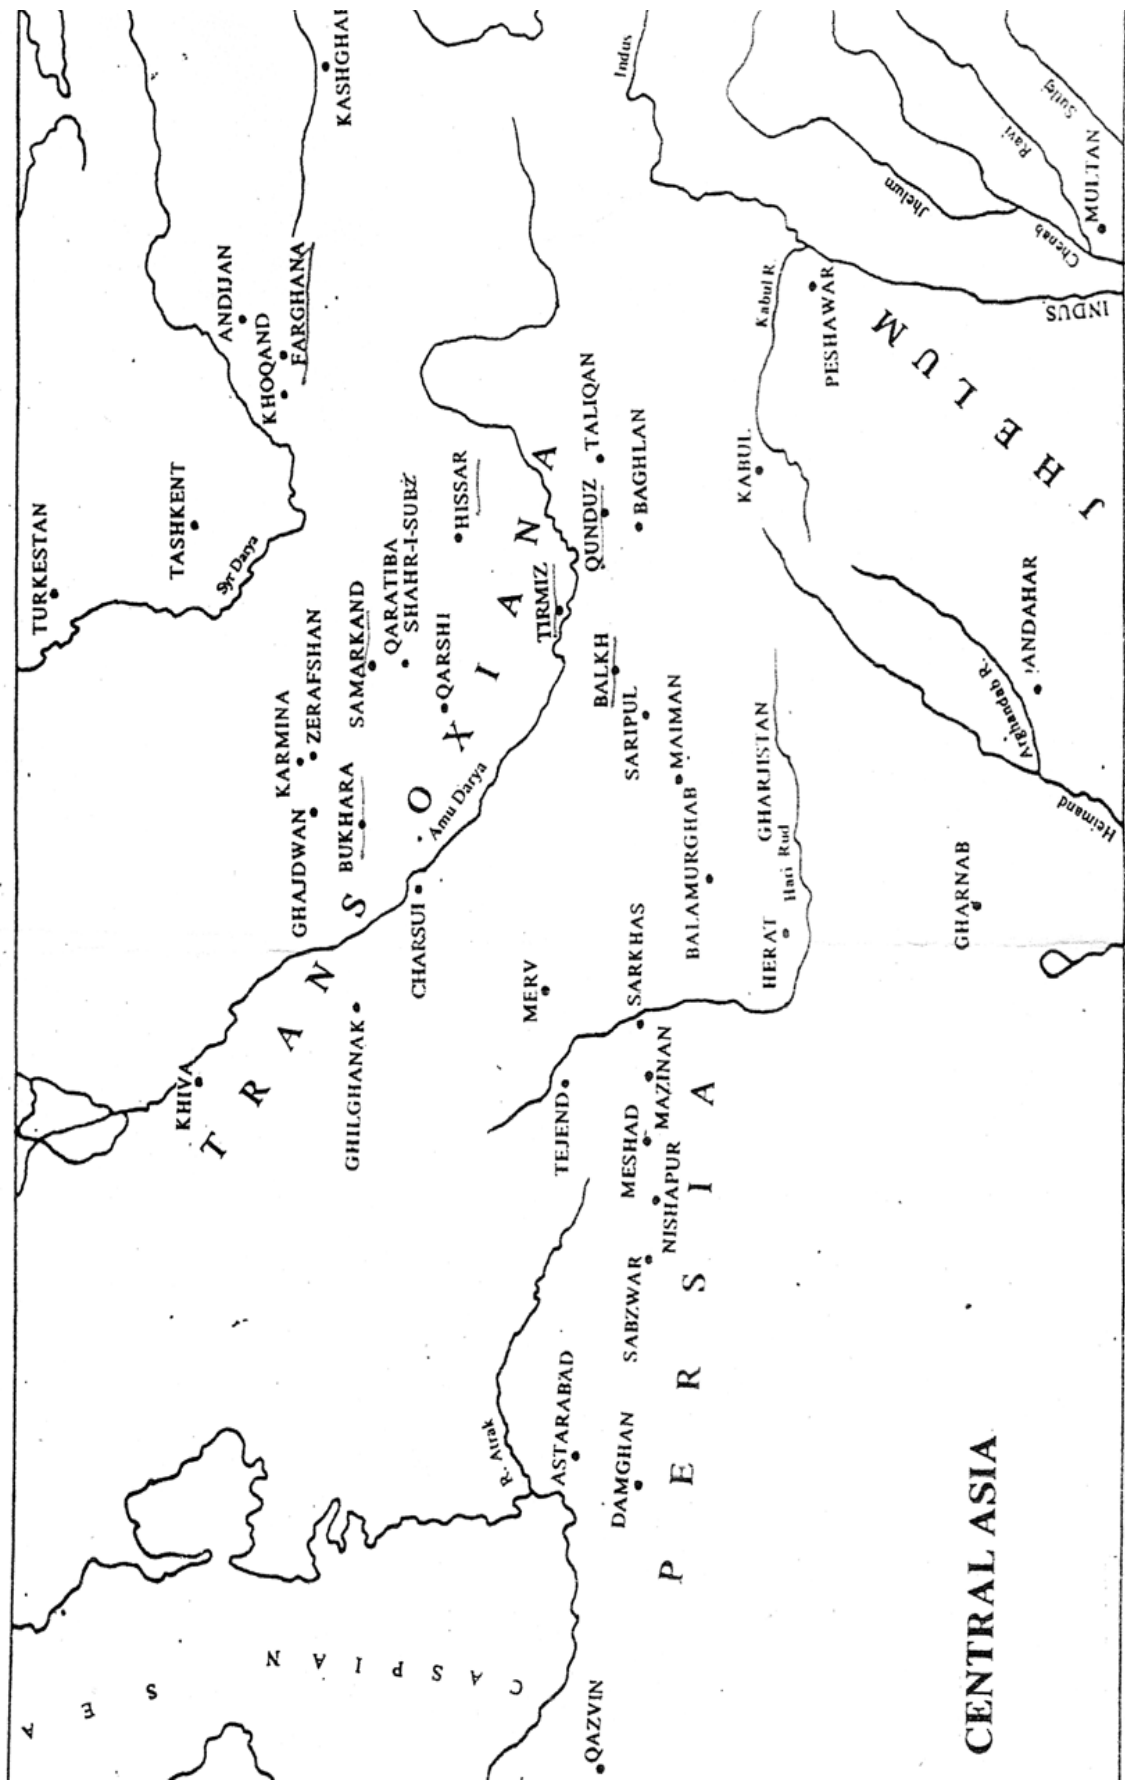 CENTRAL ASIA
TURKESTAN
TASHKENT
Syr Darya
ANDIJAN
KHOQAND
FARGHANA
KASHGHAR
KHIVA
GHAJDWAN
KARMINA
ZERAFSHAN
BUKHARA
SAMARKAND
QARATIBA
SHAHR-I-SUBZ
QARSHI
HISSAR
TRANSOXIANA
Amu Darya
GHILGHANAK
CHARSUI
MERV
TIRMIZ
QUNDUZ
TALIQAN
BAGHLAN
BALKH
SARIPUL
MAIMAN
BALAMURGHAB
SARKHAS
TEJEND
MAZINAN
MESHAD
NISHAPUR
SABZWAR
ASTARABAD
R. Atrak
DAMGHAN
QAZVIN
CASPIAN
SEA
PERSIA
HERAT
Hari Rud
GHARJISTAN
GHARNAB
KABUL
Kabul R.
PESHAWAR
Indus
INDUS
JHELUM
Jhelum
Chenab
Ravi
Sutlej
MULTAN
ANDAHAR
Arghandab R.
Heimand